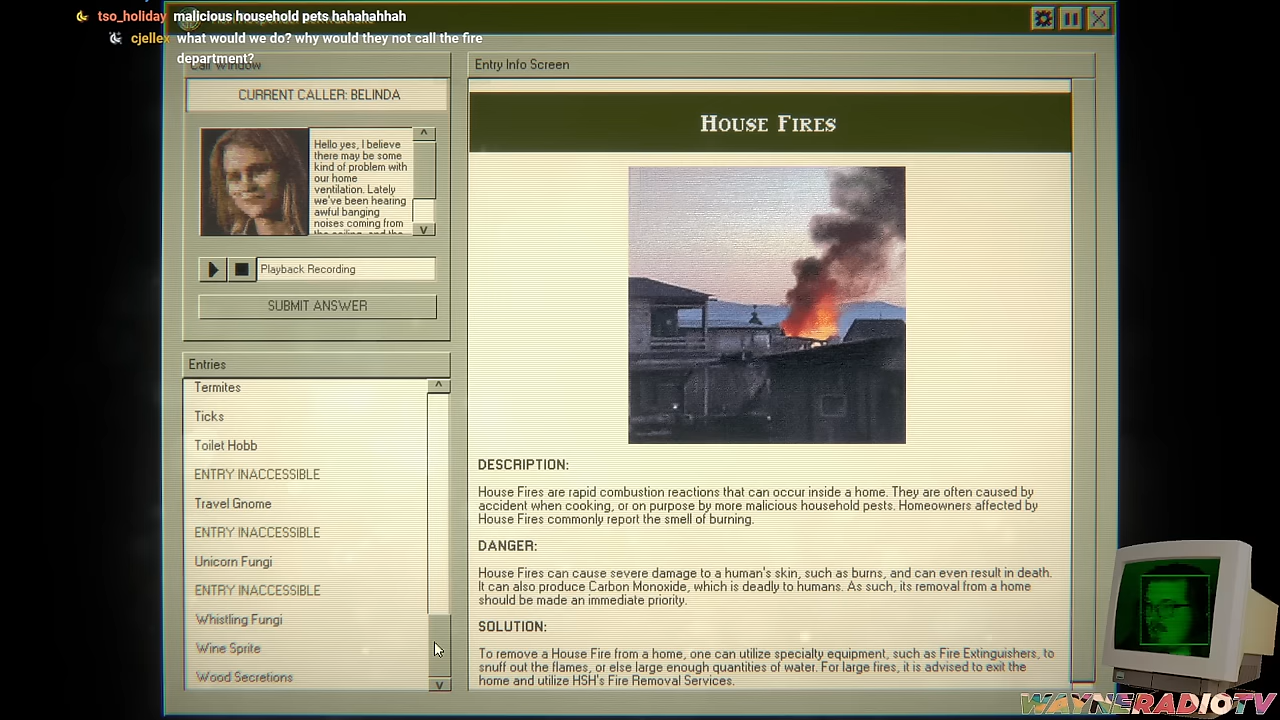 tso_holiday malicious household pets hahahahhah
cjellex what would we do? why would they not call the fire
department?
Call Window
CURRENT CALLER: BELINDA
Hello yes, I believe
there may be some
kind of problem with
our home
ventilation. Lately
we've been hearing
awful banging
noises coming from
the ceiling, and the
Playback Recording
SUBMIT ANSWER
Entries
Termites
Ticks
Toilet Hobb
ENTRY INACCESSIBLE
Travel Gnome
ENTRY INACCESSIBLE
Unicorn Fungi
ENTRY INACCESSIBLE
Whistling Fungi
Wine Sprite
Wood Secretions
Entry Info Screen
HOUSE FIRES
DESCRIPTION:
House Fires are rapid combustion reactions that can occur inside a home. They are often caused by
accident when cooking, or on purpose by more malicious household pests. Homeowners affected by
House Fires commonly report the smell of burning.
DANGER:
House Fires can cause severe damage to a human's skin, such as burns, and can even result in death.
It can also produce Carbon Monoxide, which is deadly to humans. As such, its removal from a home
should be made an immediate priority.
SOLUTION:
To remove a House Fire from a home, one can utilize specialty equipment, such as Fire Extinguishers, to
snuff out the flames, or else large enough quantities of water. For large fires, it is advised to exit the
home and utilize HSH's Fire Removal Services.
WAYNERADIOTV